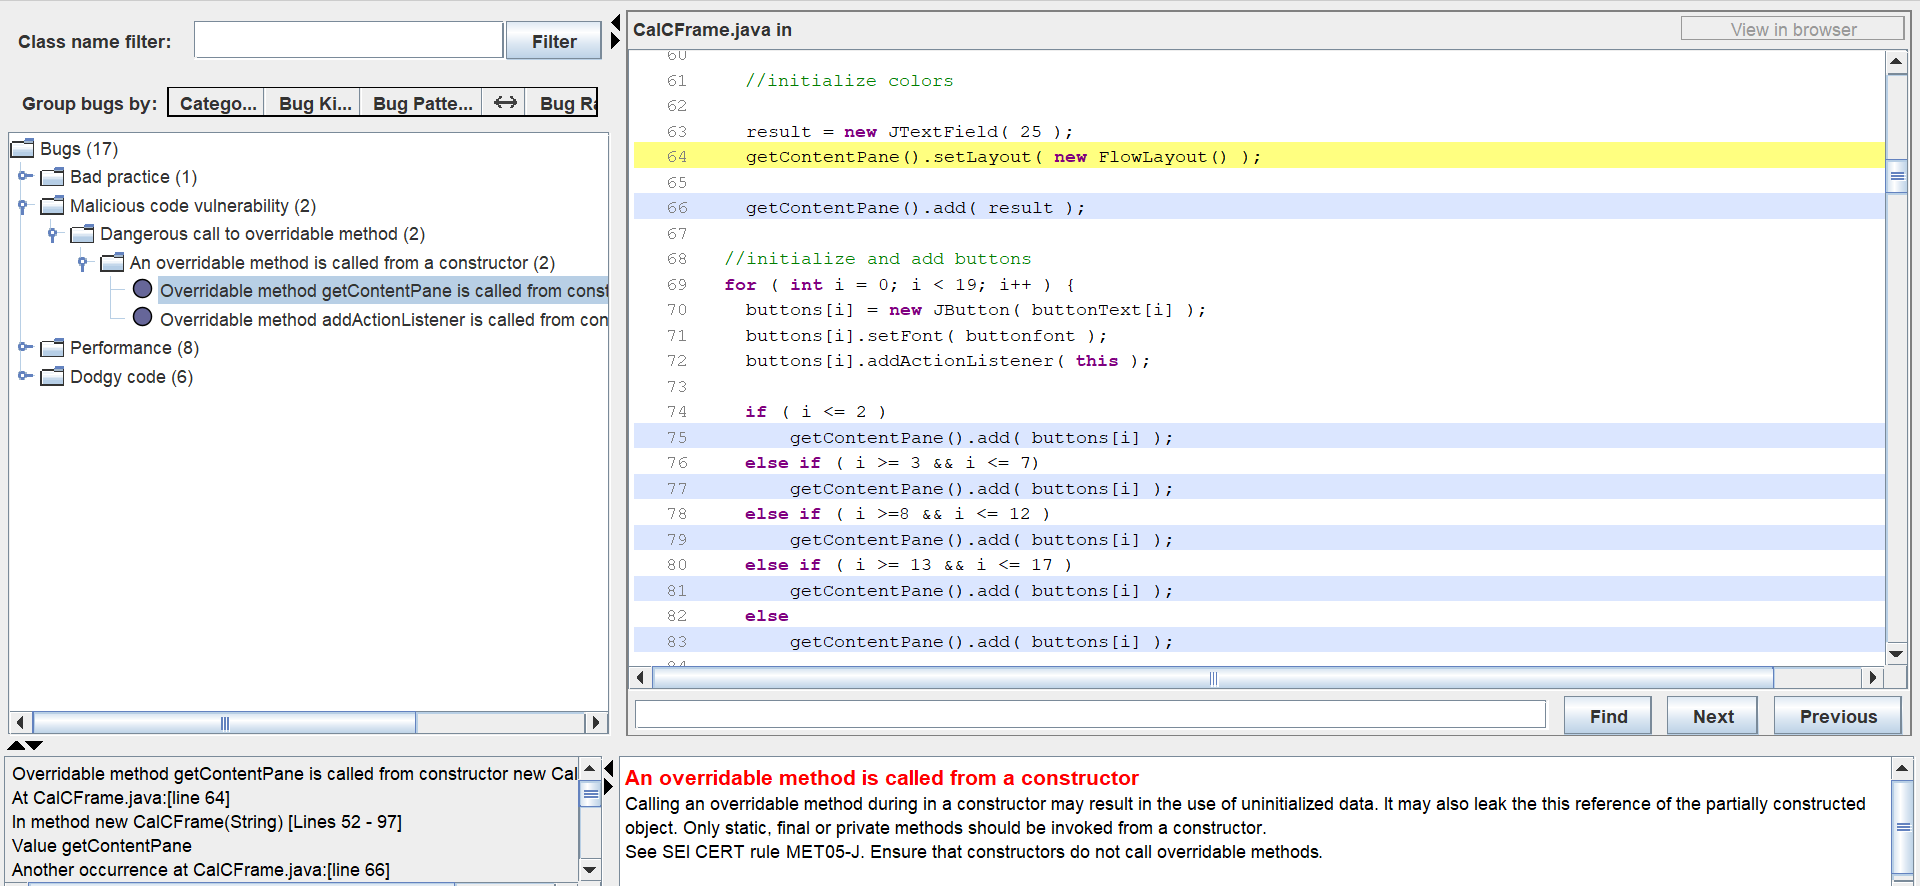 Class name filter:
Filter
Group bugs by:
Catego...
Bug Ki...
Bug Patte...
Bug Ra
Bugs (17)
Bad practice (1)
Malicious code vulnerability (2)
Dangerous call to overridable method (2)
An overridable method is called from a constructor (2)
Overridable method getContentPane is called from const
Overridable method addActionListener is called from con
Performance (8)
Dodgy code (6)
CalCFrame.java in
View in browser
60
61 //initialize colors
62
63 result = new JTextField( 25 );
64 getContentPane().setLayout( new FlowLayout() );
65
66 getContentPane().add( result );
67
68 //initialize and add buttons
69 for ( int i = 0; i < 19; i++ ) {
70 buttons[i] = new JButton( buttonText[i] );
71 buttons[i].setFont( buttonfont );
72 buttons[i].addActionListener( this );
73
74 if ( i <= 2 )
75 getContentPane().add( buttons[i] );
76 else if ( i >= 3 && i <= 7)
77 getContentPane().add( buttons[i] );
78 else if ( i >=8 && i <= 12 )
79 getContentPane().add( buttons[i] );
80 else if ( i >= 13 && i <= 17 )
81 getContentPane().add( buttons[i] );
82 else
83 getContentPane().add( buttons[i] );
84
Find
Next
Previous
Overridable method getContentPane is called from constructor new Cal
At CalCFrame.java:[line 64]
In method new CalCFrame(String) [Lines 52 - 97]
Value getContentPane
Another occurrence at CalCFrame.java:[line 66]
An overridable method is called from a constructor
Calling an overridable method during in a constructor may result in the use of uninitialized data. It may also leak the this reference of the partially constructed
object. Only static, final or private methods should be invoked from a constructor.
See SEI CERT rule MET05-J. Ensure that constructors do not call overridable methods.